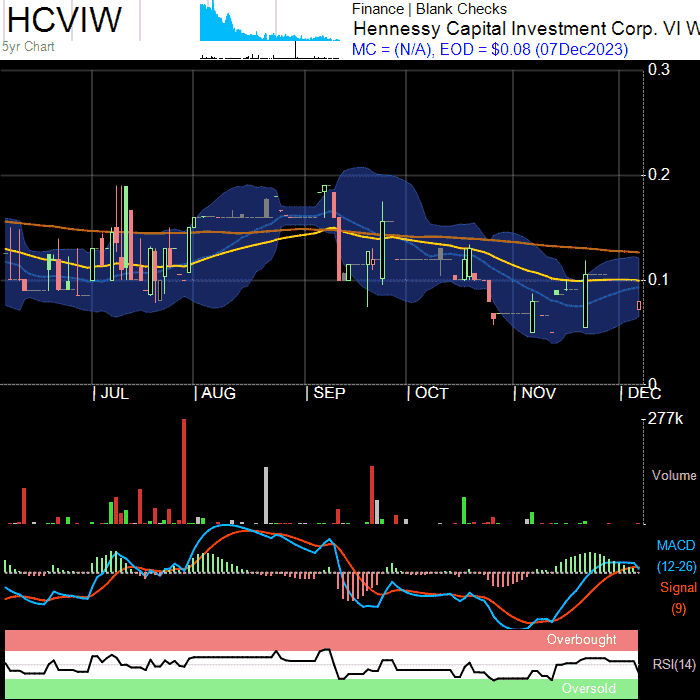 HCVIW
5yr Chart
Finance | Blank Checks
Hennessy Capital Investment Corp. VI W
MC = (N/A), EOD = $0.08 (07Dec2023)
0.3
0.2
0.1
0
| JUL | AUG | SEP | OCT | NOV | DEC
277k
Volume
MACD
(12-26)
Signal
(9)
Overbought
RSI(14)
Oversold